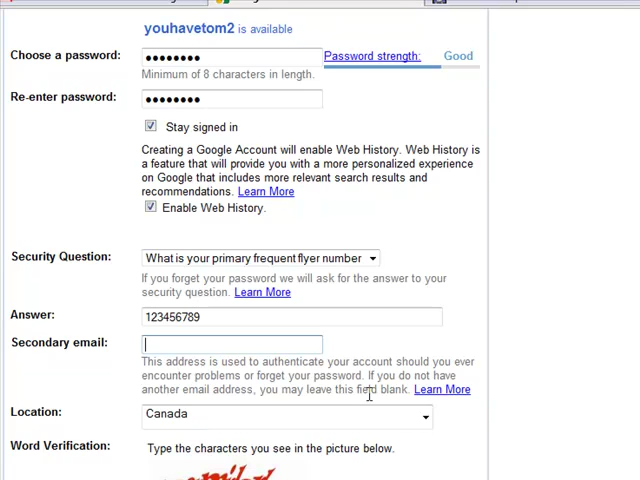 youhavetom2 is available
Choose a password: ●●●●●●●● Password strength: Good
Minimum of 8 characters in length.
Re-enter password: ●●●●●●●●
Stay signed in
Creating a Google Account will enable Web History. Web History is
a feature that will provide you with a more personalized experience
on Google that includes more relevant search results and
recommendations. Learn More
Enable Web History.
Security Question: What is your primary frequent flyer number
If you forget your password we will ask for the answer to your
security question. Learn More
Answer: 123456789
Secondary email:
This address is used to authenticate your account should you ever
encounter problems or forget your password. If you do not have
another email address, you may leave this field blank. Learn More
Location: Canada
Word Verification: Type the characters you see in the picture below.